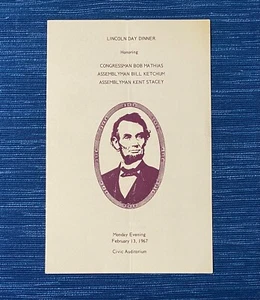 LINCOLN DAY DINNER
Honoring
CONGRESSMAN BOB MATHIAS
ASSEMBLYMAN BILL KETCHUM
ASSEMBLYMAN KENT STACEY
Monday Evening
February 13, 1967
Civic Auditorium